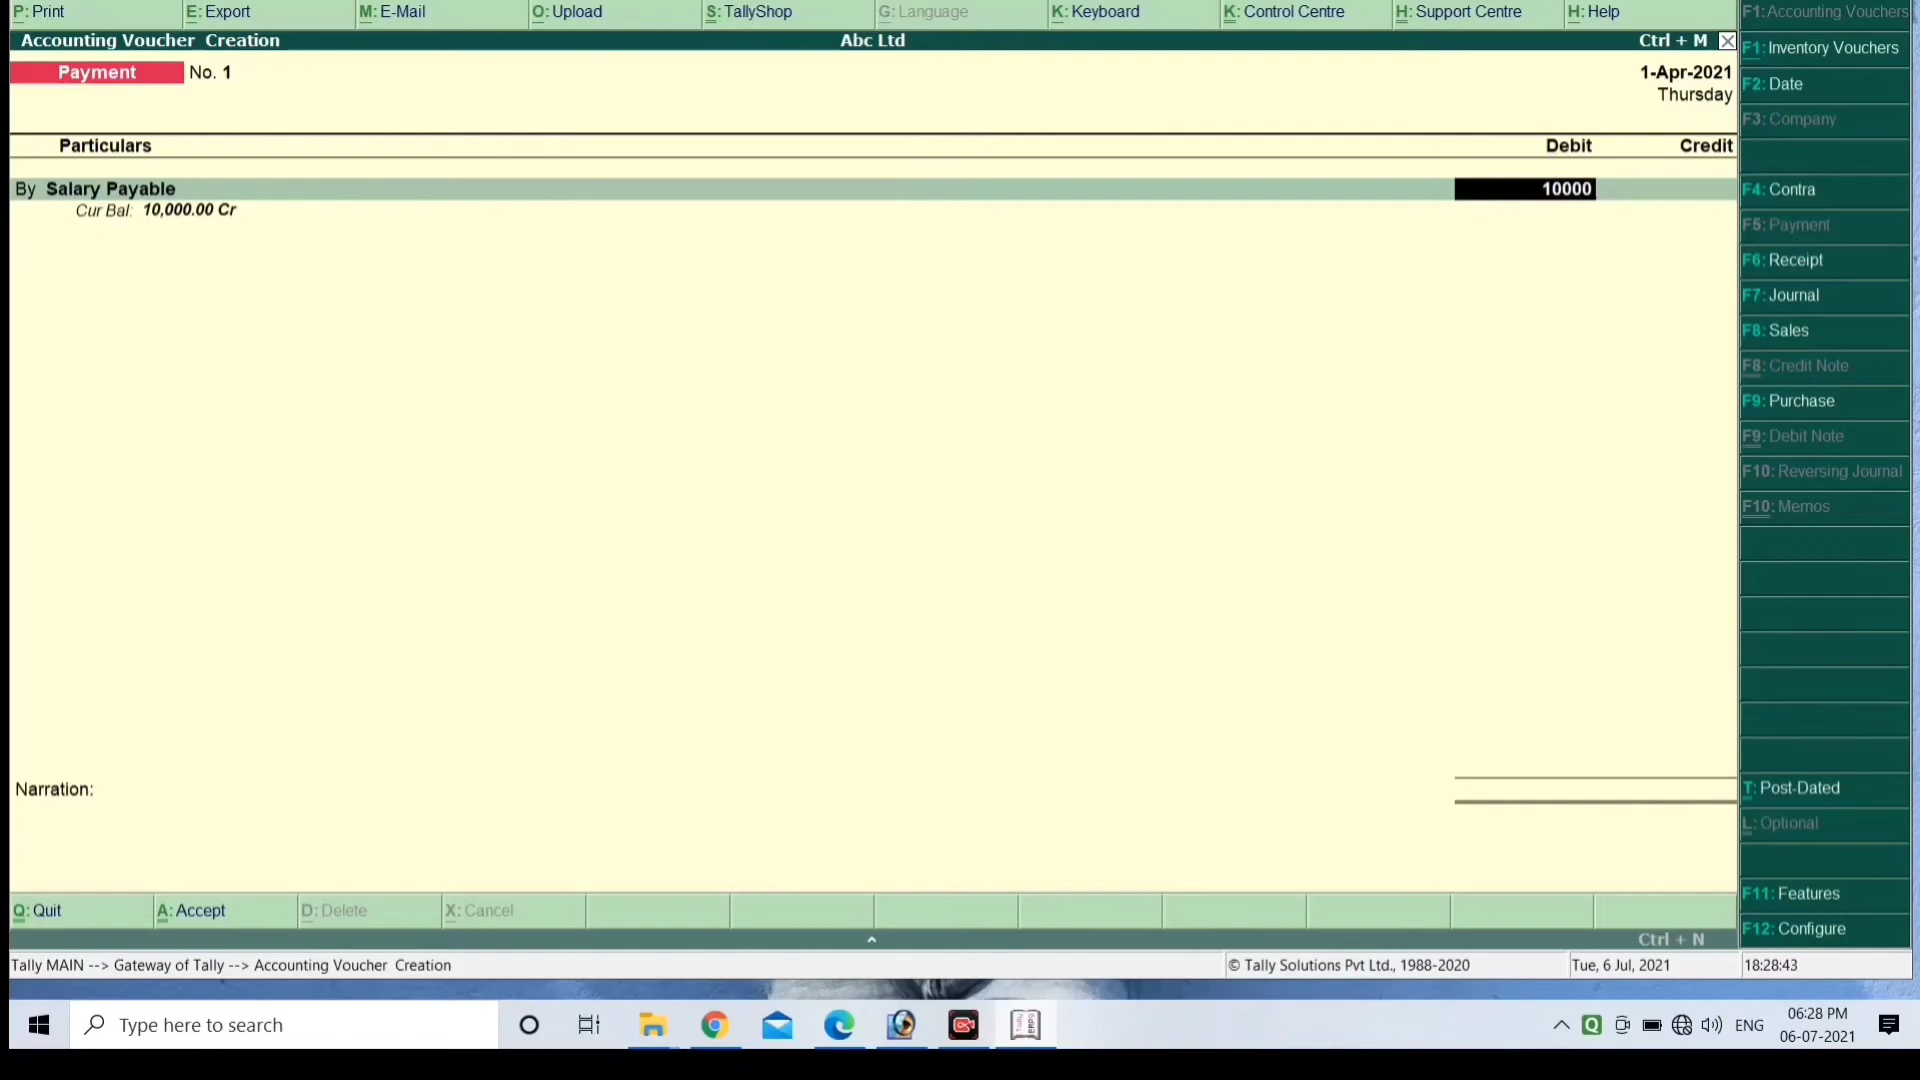 P: Print E: Export M: E-Mail O: Upload S: TallyShop G: Language K: Keyboard K: Control Centre H: Support Centre H: Help F1: Accounting Vouchers
Accounting Voucher Creation Abc Ltd Ctrl + M
F1: Inventory Vouchers
Payment No. 1 1-Apr-2021
Thursday
F2: Date
F3: Company
Particulars Debit Credit
By Salary Payable 10000
Cur Bal: 10,000.00 Cr
F4: Contra
F5: Payment
F6: Receipt
F7: Journal
F8: Sales
F8: Credit Note
F9: Purchase
F9: Debit Note
F10: Reversing Journal
F10: Memos
Narration:
T: Post-Dated
L: Optional
F11: Features
F12: Configure
Q: Quit A: Accept D: Delete X: Cancel
Ctrl + N
Tally MAIN --> Gateway of Tally --> Accounting Voucher Creation © Tally Solutions Pvt Ltd., 1988-2020 Tue, 6 Jul, 2021 18:28:43
Type here to search ENG 06:28 PM
06-07-2021